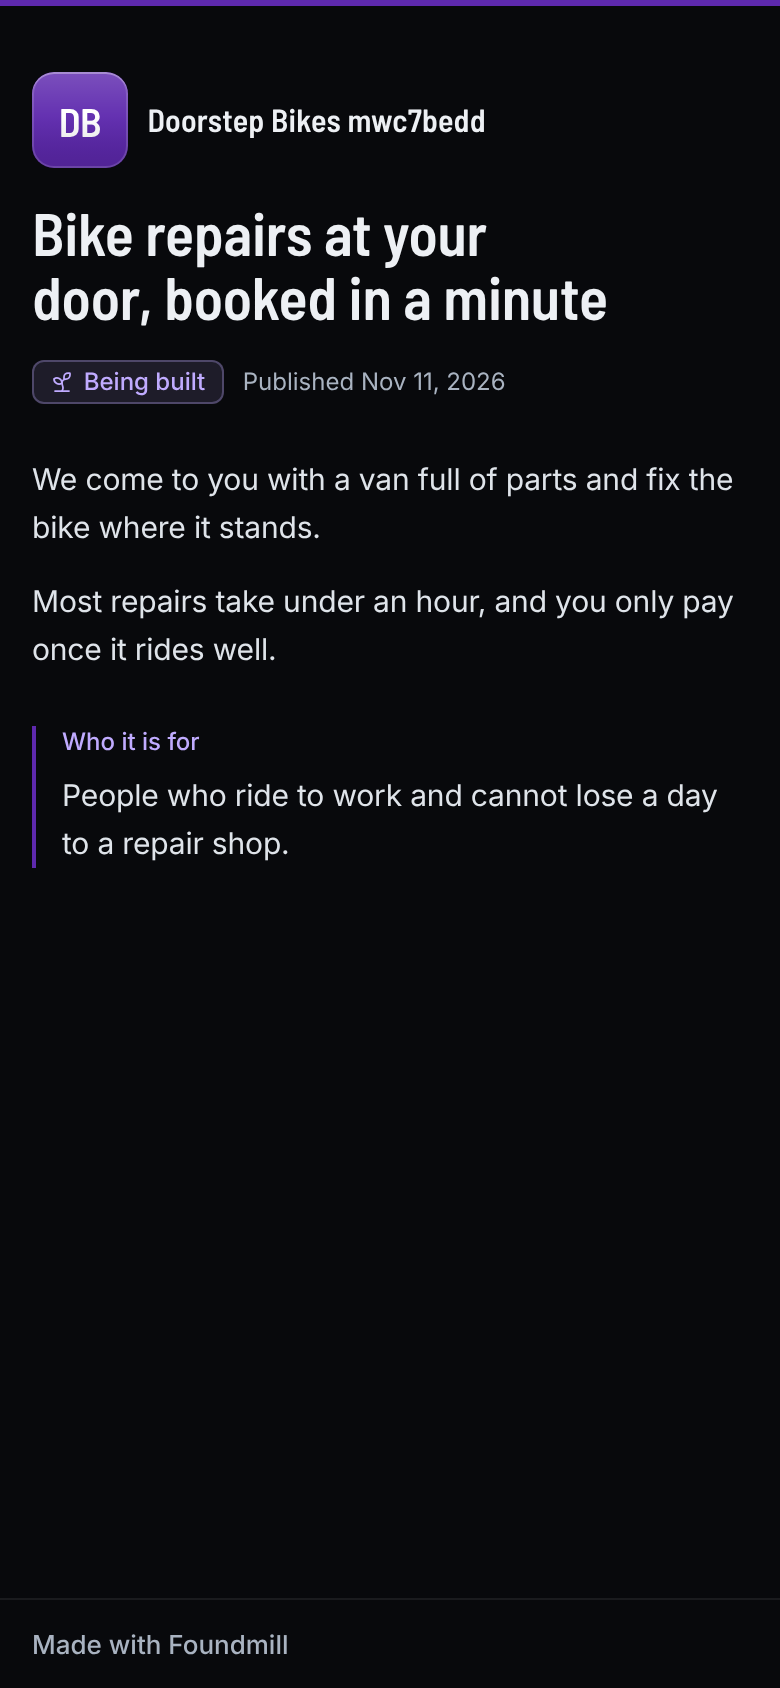 DB
Doorstep Bikes mwc7bedd
Bike repairs at your
door, booked in a minute
Being built
Published Nov 11, 2026
We come to you with a van full of parts and fix the
bike where it stands.
Most repairs take under an hour, and you only pay
once it rides well.
Who it is for
People who ride to work and cannot lose a day
to a repair shop.
Made with Foundmill